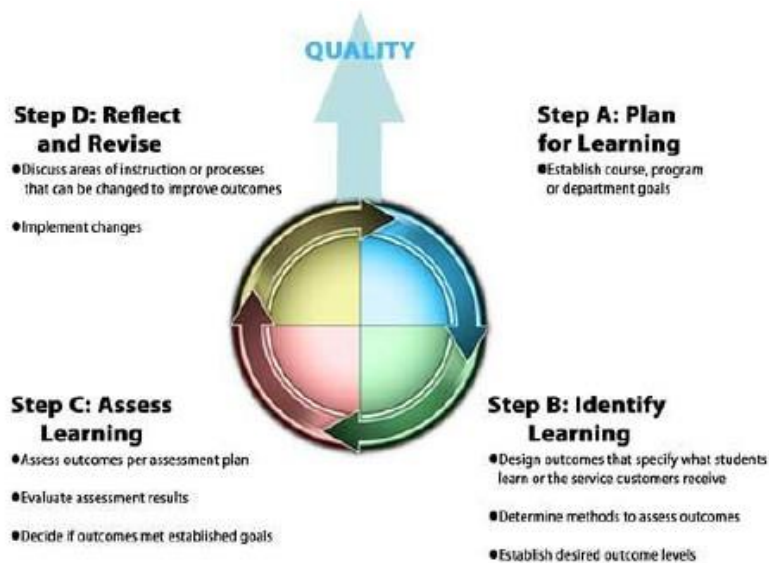 QUALITY
Step A: Plan
for Learning
●Establish course, program
or department goals
Step B: Identify
Learning
●Design outcomes that specify what students
learn or the service customers receive
●Determine methods to assess outcomes
●Establish desired outcome levels
Step C: Assess
Learning
●Assess outcomes per assessment plan
●Evaluate assessment results
●Decide if outcomes met established goals
Step D: Reflect
and Revise
●Discuss areas of instruction or processes
that can be changed to improve outcomes
●Implement changes